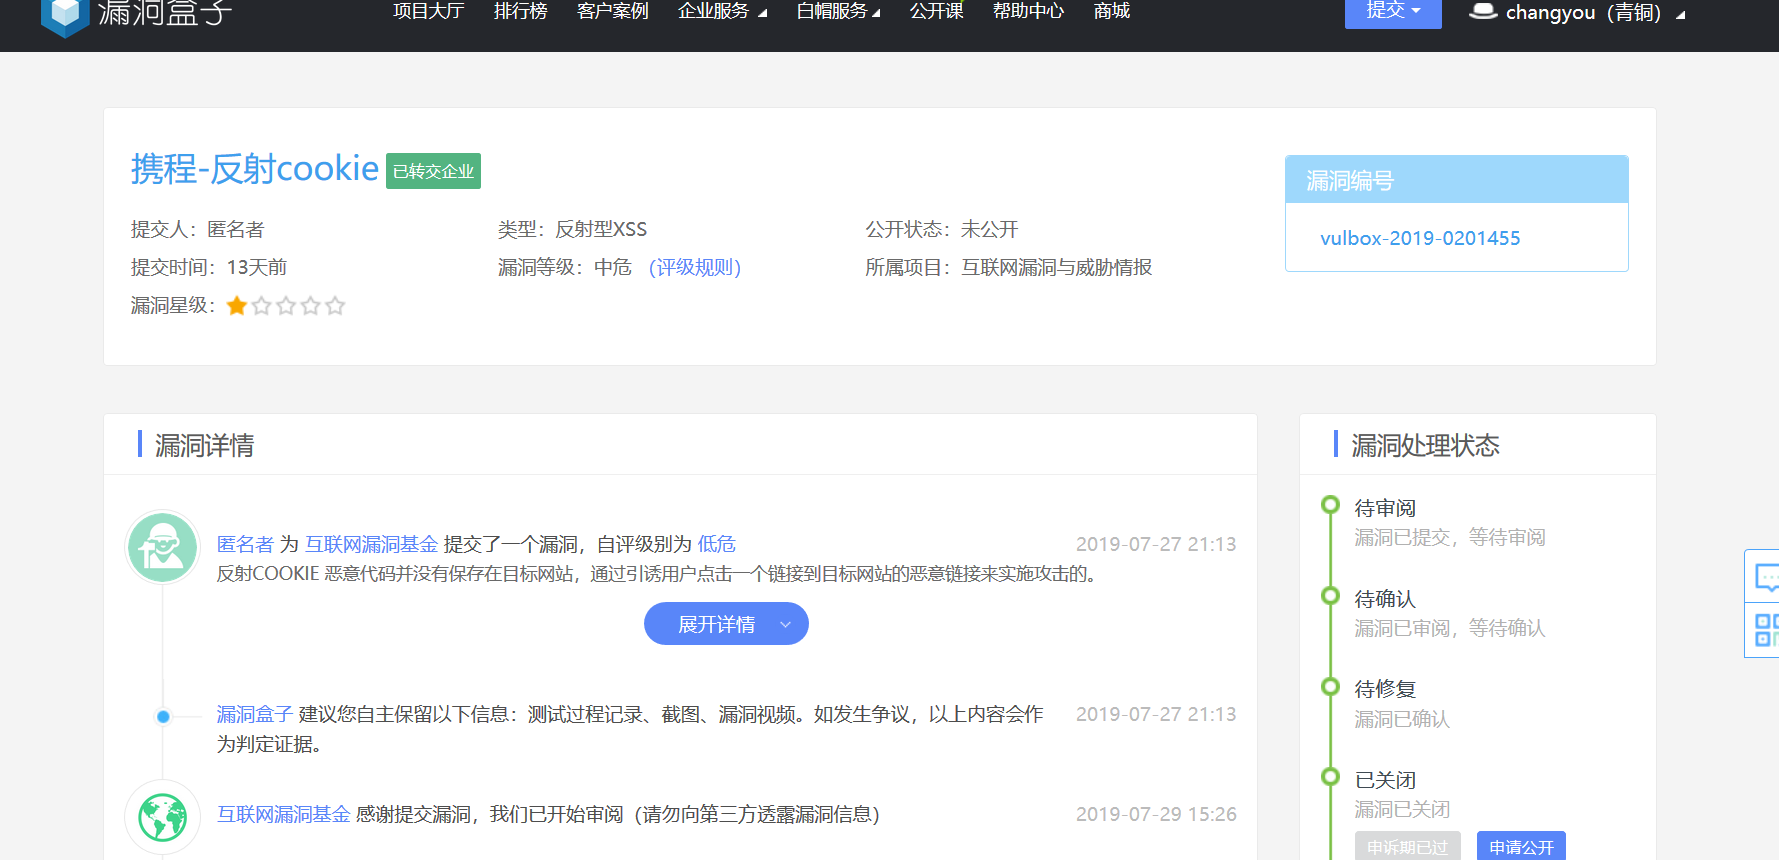 漏洞盒子 项目大厅 排行榜 客户案例 企业服务 白帽服务 公开课 帮助中心 商城 提交 changyou（青铜）
携程-反射cookie 已转交企业
漏洞编号
vulbox-2019-0201455
提交人：匿名者 类型：反射型XSS 公开状态：未公开
提交时间：13天前 漏洞等级：中危 （评级规则） 所属项目：互联网漏洞与威胁情报
漏洞星级：
漏洞详情
匿名者 为 互联网漏洞基金 提交了一个漏洞，自评级别为 低危 2019-07-27 21:13
反射COOKIE 恶意代码并没有保存在目标网站，通过引诱用户点击一个链接到目标网站的恶意链接来实施攻击的。
展开详情
漏洞盒子 建议您自主保留以下信息：测试过程记录、截图、漏洞视频。如发生争议，以上内容会作 2019-07-27 21:13
为判定证据。
互联网漏洞基金 感谢提交漏洞，我们已开始审阅（请勿向第三方透露漏洞信息） 2019-07-29 15:26
漏洞处理状态
待审阅
漏洞已提交，等待审阅
待确认
漏洞已审阅，等待确认
待修复
漏洞已确认
已关闭
漏洞已关闭
申诉期已过 申请公开